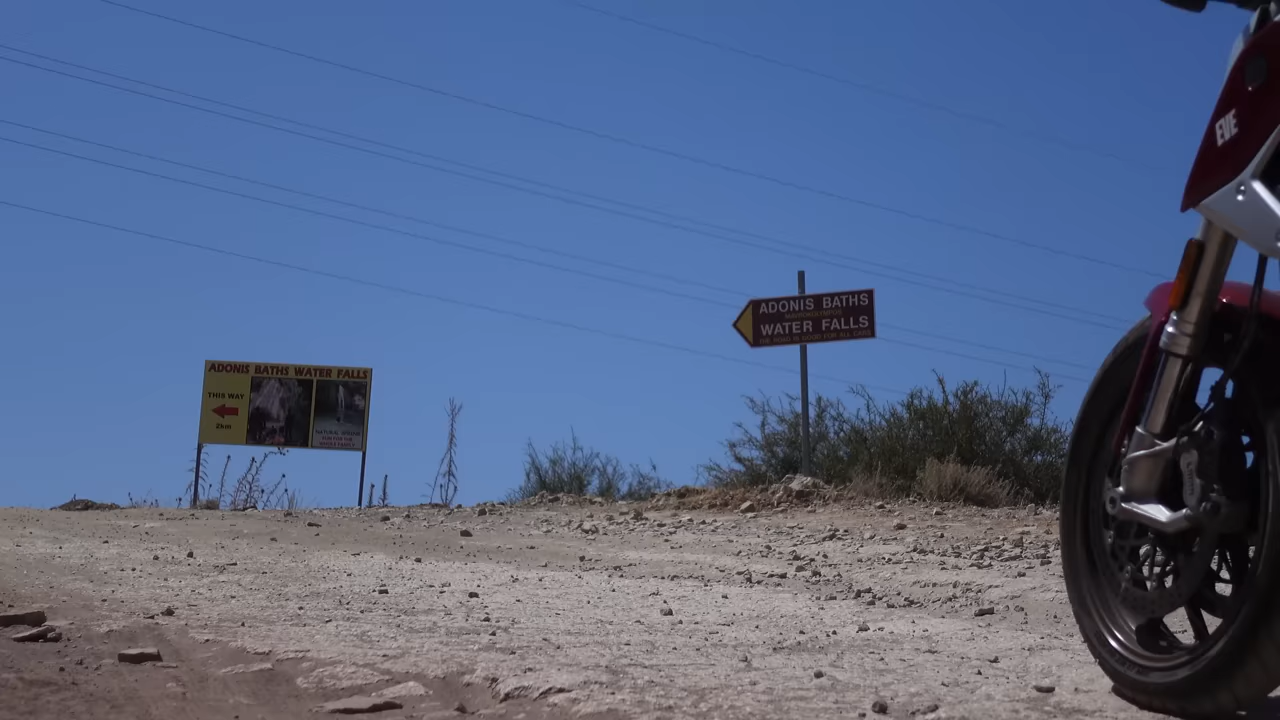 ADONIS BATHS WATER FALLS
THIS WAY
2km
ADONIS BATHS
WATER FALLS
THE ROAD IS GOOD FOR ALL CARS
EVE